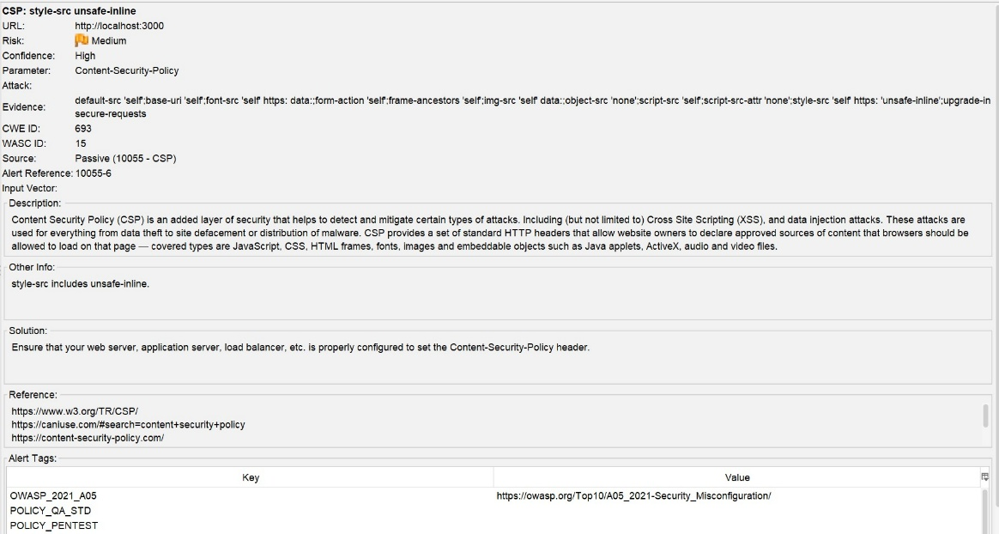 CSP: style-src unsafe-inline
URL: http://localhost:3000
Risk: Medium
Confidence: High
Parameter: Content-Security-Policy
Attack:
Evidence: default-src 'self';base-uri 'self';font-src 'self' https: data:;form-action 'self';frame-ancestors 'self';img-src 'self' data:;object-src 'none';script-src 'self';script-src-attr 'none';style-src 'self' https: 'unsafe-inline';upgrade-in
secure-requests
CWE ID: 693
WASC ID: 15
Source: Passive (10055 - CSP)
Alert Reference: 10055-6
Input Vector:
Description:
Content Security Policy (CSP) is an added layer of security that helps to detect and mitigate certain types of attacks. Including (but not limited to) Cross Site Scripting (XSS), and data injection attacks. These attacks are
used for everything from data theft to site defacement or distribution of malware. CSP provides a set of standard HTTP headers that allow website owners to declare approved sources of content that browsers should be
allowed to load on that page — covered types are JavaScript, CSS, HTML frames, fonts, images and embeddable objects such as Java applets, ActiveX, audio and video files.
Other Info:
style-src includes unsafe-inline.
Solution:
Ensure that your web server, application server, load balancer, etc. is properly configured to set the Content-Security-Policy header.
Reference:
https://www.w3.org/TR/CSP/
https://caniuse.com/#search=content+security+policy
https://content-security-policy.com/
Alert Tags:
Key Value
OWASP_2021_A05 https://owasp.org/Top10/A05_2021-Security_Misconfiguration/
POLICY_QA_STD
POLICY_PENTEST